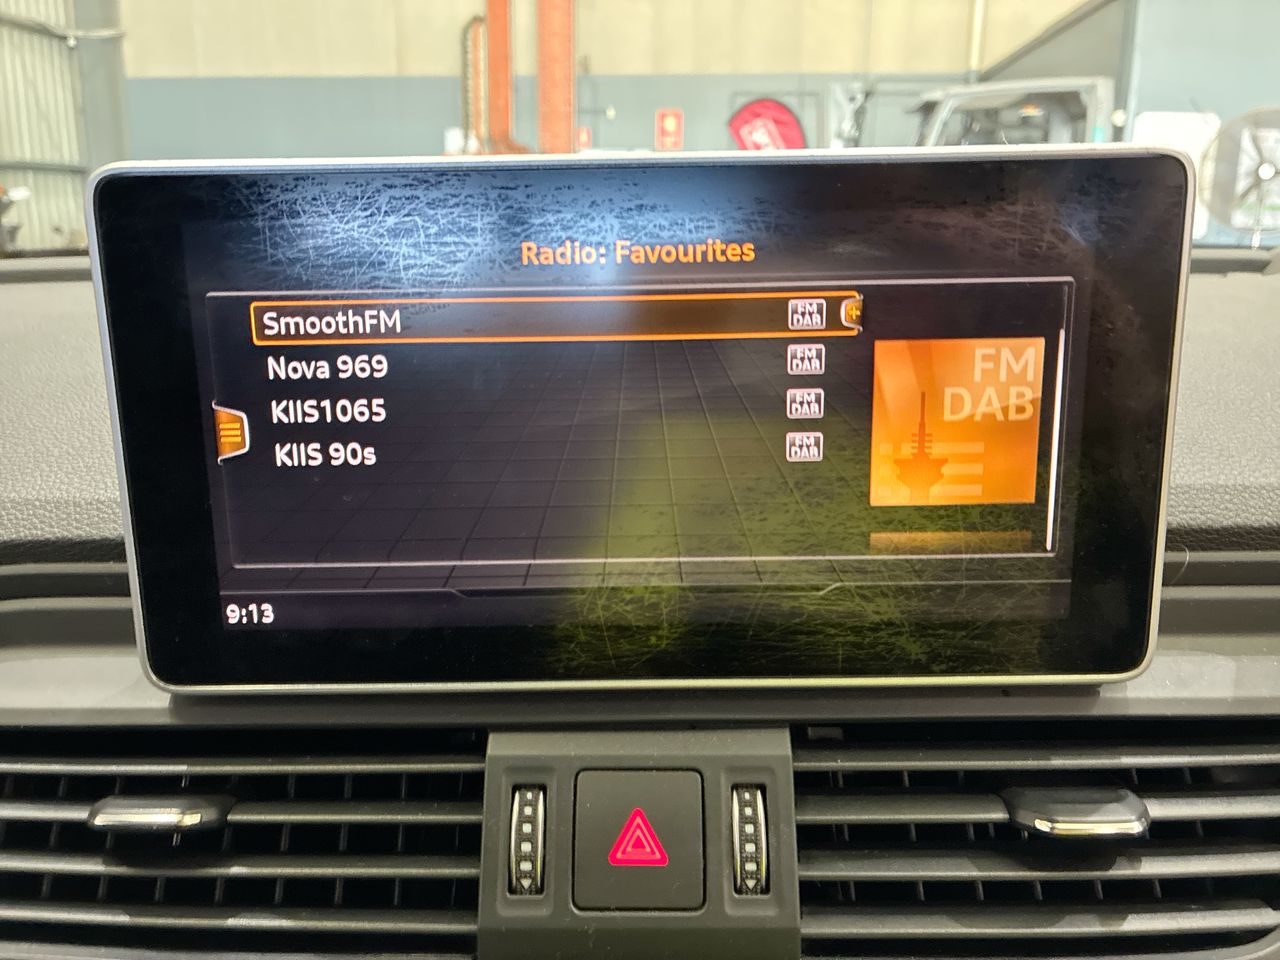 Radio: Favourites
SmoothFM FM DAB
Nova 969 FM DAB
KIIS1065 FM DAB
KIIS 90s FM DAB
FM
DAB
9:13